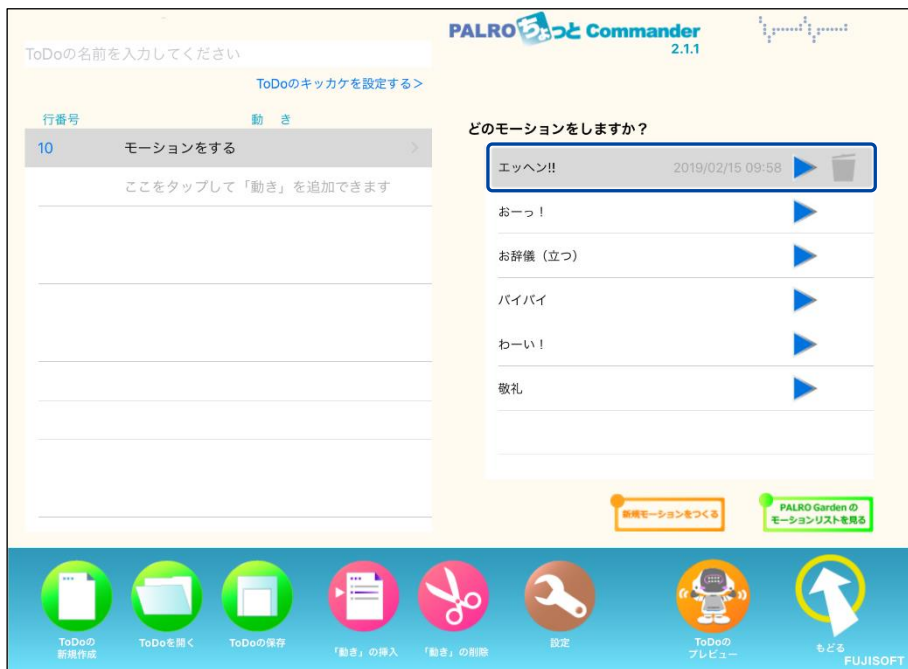 PALROちょっと Commander
2.1.1
ToDoの名前を入力してください
ToDoのキッカケを設定する>
行番号 動 き
10 モーションをする
ここをタップして「動き」を追加できます
どのモーションをしますか？
エッヘン!! 2019/02/15 09:58
おーっ！
お辞儀（立つ）
バイバイ
わーい！
敬礼
新規モーションをつくる
PALRO Garden の
モーションリストを見る
ToDoの
新規作成
ToDoを開く
ToDoの保存
「動き」の挿入
「動き」の削除
設定
ToDoの
プレビュー
もどる
FUJISOFT